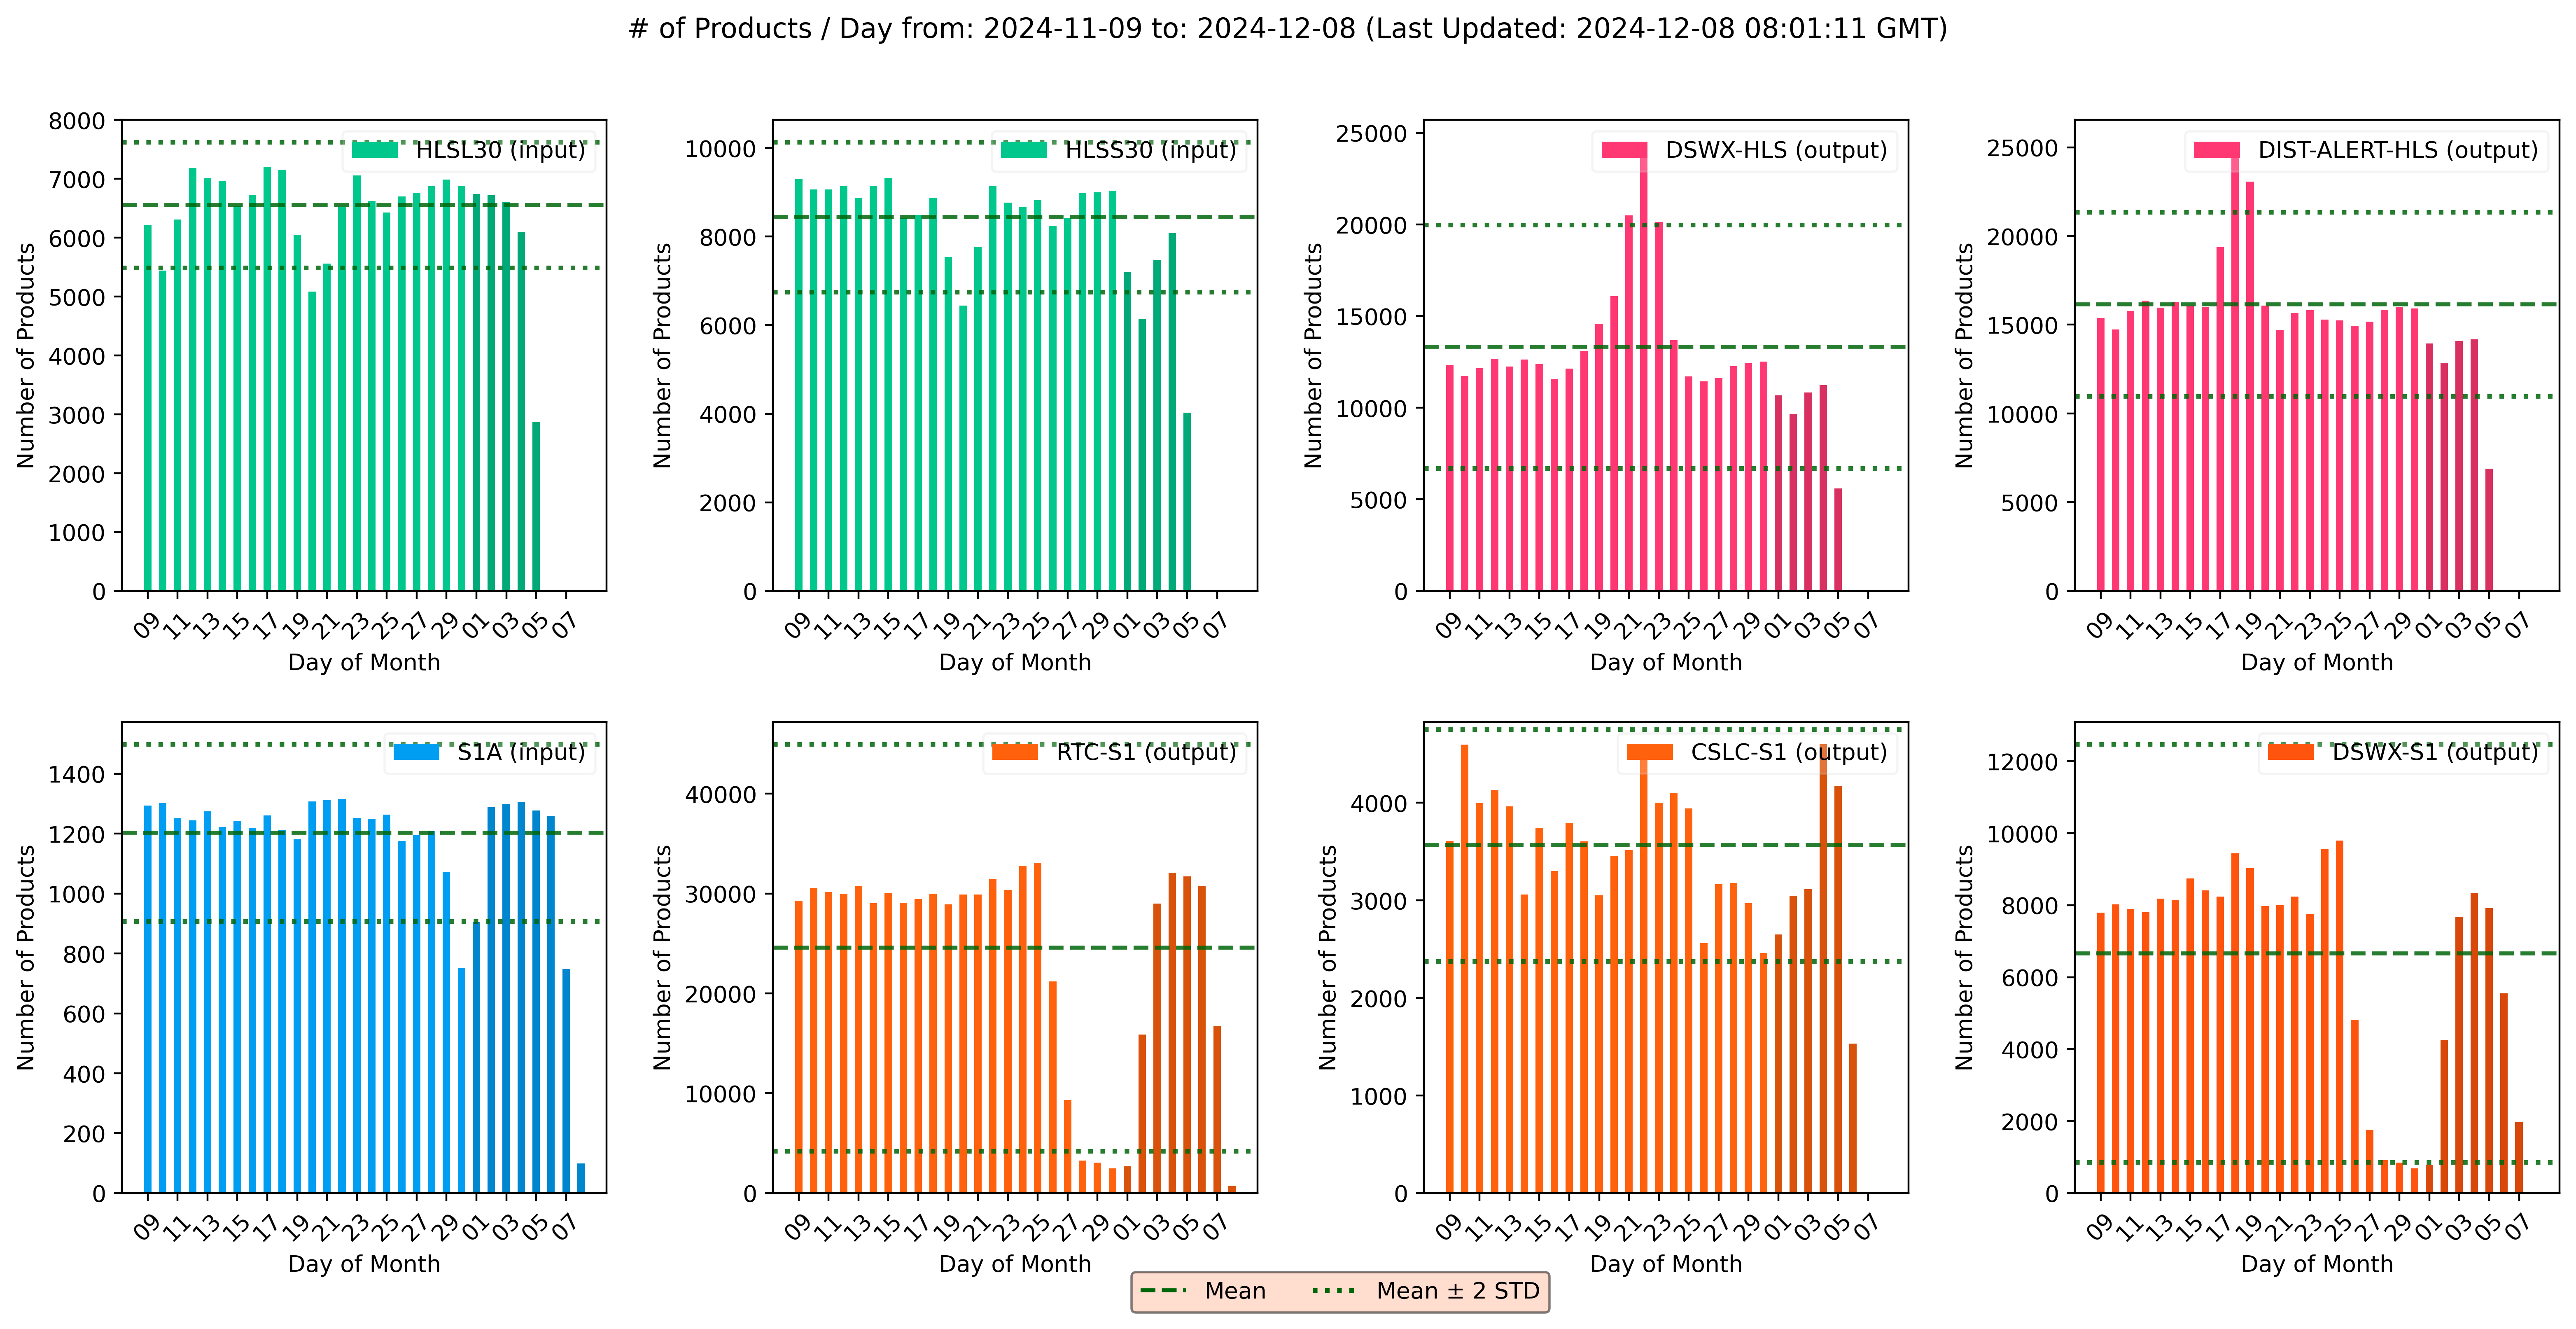 # of Products / Day from: 2024-11-09 to: 2024-12-08 (Last Updated: 2024-12-08 08:01:11 GMT)
HLSL30 (input)
Number of Products
8000
7000
6000
5000
4000
3000
2000
1000
0
09 11 13 15 17 19 21 23 25 27 29 01 03 05 07
Day of Month
HLSS30 (input)
Number of Products
10000
8000
6000
4000
2000
0
09 11 13 15 17 19 21 23 25 27 29 01 03 05 07
Day of Month
DSWX-HLS (output)
Number of Products
25000
20000
15000
10000
5000
0
09 11 13 15 17 19 21 23 25 27 29 01 03 05 07
Day of Month
DIST-ALERT-HLS (output)
Number of Products
25000
20000
15000
10000
5000
0
09 11 13 15 17 19 21 23 25 27 29 01 03 05 07
Day of Month
S1A (input)
Number of Products
1400
1200
1000
800
600
400
200
0
09 11 13 15 17 19 21 23 25 27 29 01 03 05 07
Day of Month
RTC-S1 (output)
Number of Products
40000
30000
20000
10000
0
09 11 13 15 17 19 21 23 25 27 29 01 03 05 07
Day of Month
CSLC-S1 (output)
Number of Products
4000
3000
2000
1000
0
09 11 13 15 17 19 21 23 25 27 29 01 03 05 07
Day of Month
DSWX-S1 (output)
Number of Products
12000
10000
8000
6000
4000
2000
0
09 11 13 15 17 19 21 23 25 27 29 01 03 05 07
Day of Month
Mean
Mean ± 2 STD